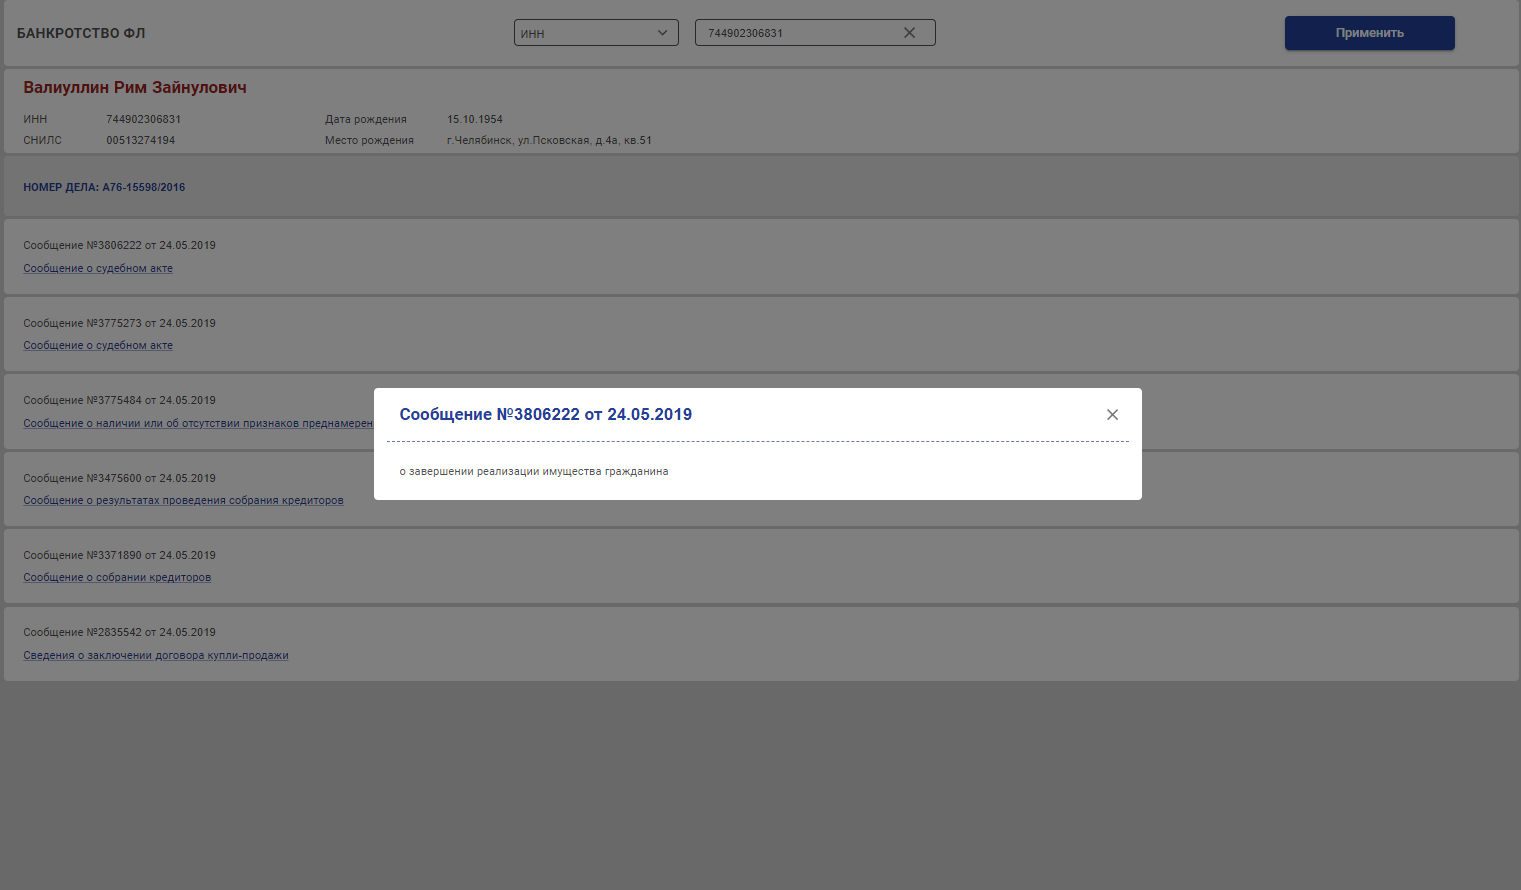 БАНКРОТСТВО ФЛ
ИНН
744902306831
Применить
Валиуллин Рим Зайнулович
ИНН 744902306831 Дата рождения 15.10.1954
СНИЛС 00513274194 Место рождения г.Челябинск, ул.Псковская, д.4а, кв.51
НОМЕР ДЕЛА: А76-15598/2016
Сообщение №3806222 от 24.05.2019
Сообщение о судебном акте
Сообщение №3775273 от 24.05.2019
Сообщение о судебном акте
Сообщение №3775484 от 24.05.2019
Сообщение о наличии или об отсутствии признаков преднамерен
Сообщение №3806222 от 24.05.2019
о завершении реализации имущества гражданина
Сообщение №3475600 от 24.05.2019
Сообщение о результатах проведения собрания кредиторов
Сообщение №3371890 от 24.05.2019
Сообщение о собрании кредиторов
Сообщение №2835542 от 24.05.2019
Сведения о заключении договора купли-продажи